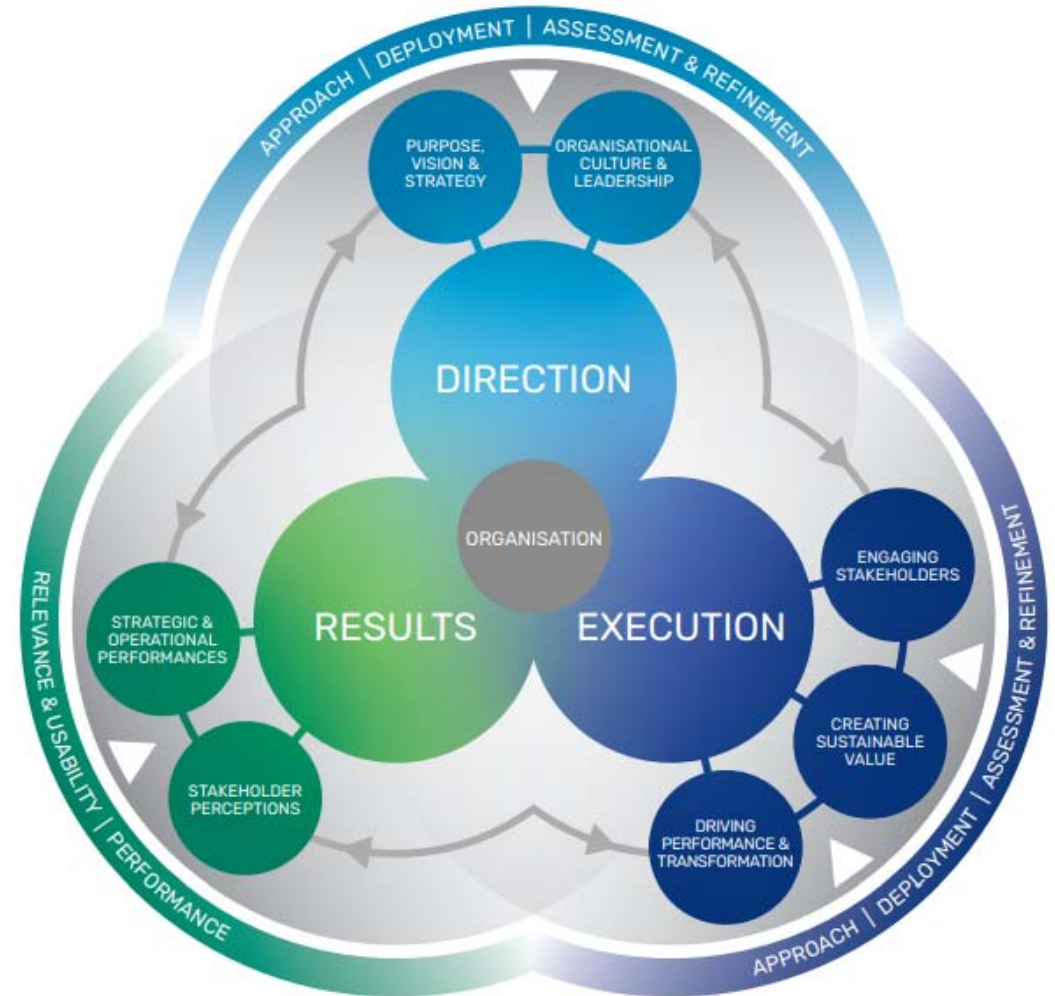 APPROACH | DEPLOYMENT | ASSESSMENT & REFINEMENT
PURPOSE,
VISION &
STRATEGY
ORGANISATIONAL
CULTURE &
LEADERSHIP
DIRECTION
ORGANISATION
RESULTS
EXECUTION
ENGAGING
STAKEHOLDERS
CREATING
SUSTAINABLE
VALUE
DRIVING
PERFORMANCE &
TRANSFORMATION
APPROACH | DEPLOYMENT | ASSESSMENT & REFINEMENT
STRATEGIC &
OPERATIONAL
PERFORMANCES
STAKEHOLDER
PERCEPTIONS
RELEVANCE & USABILITY | PERFORMANCE